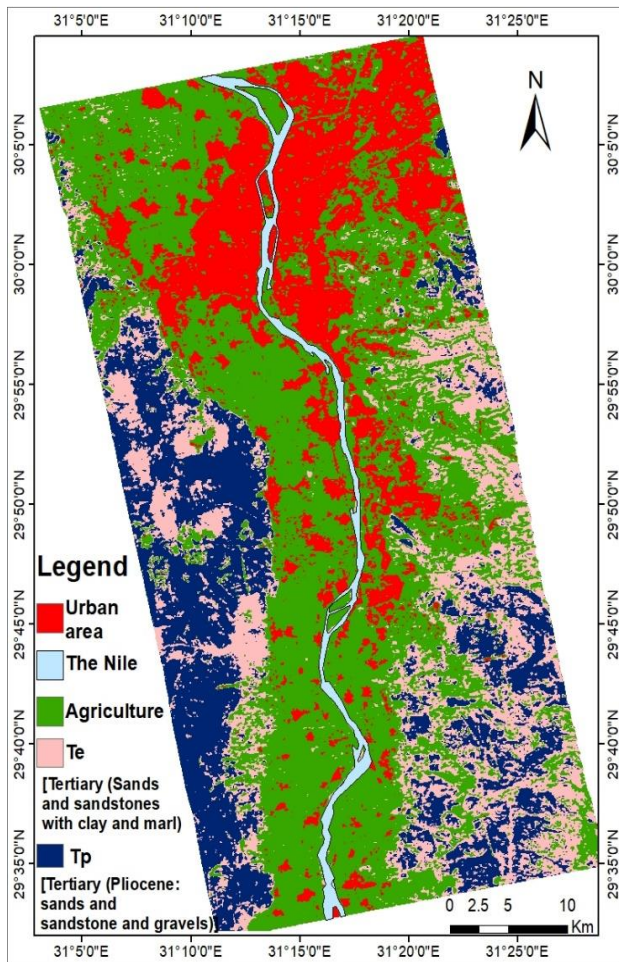 31°5'0"E 31°10'0"E 31°15'0"E 31°20'0"E 31°25'0"E
N
30°5'0"N
30°0'0"N
29°55'0"N
29°50'0"N
29°45'0"N
29°40'0"N
29°35'0"N
30°5'0"N
30°0'0"N
29°55'0"N
29°50'0"N
29°45'0"N
29°40'0"N
29°35'0"N
Legend
Urban
area
The Nile
Agriculture
Te
[Tertiary (Sands
and sandstones
with clay and marl)
Tp
[Tertiary (Pliocene:
sands and
sandstone and gravels)]
0 2.5 5 10
Km
31°5'0"E 31°10'0"E 31°15'0"E 31°20'0"E 31°25'0"E